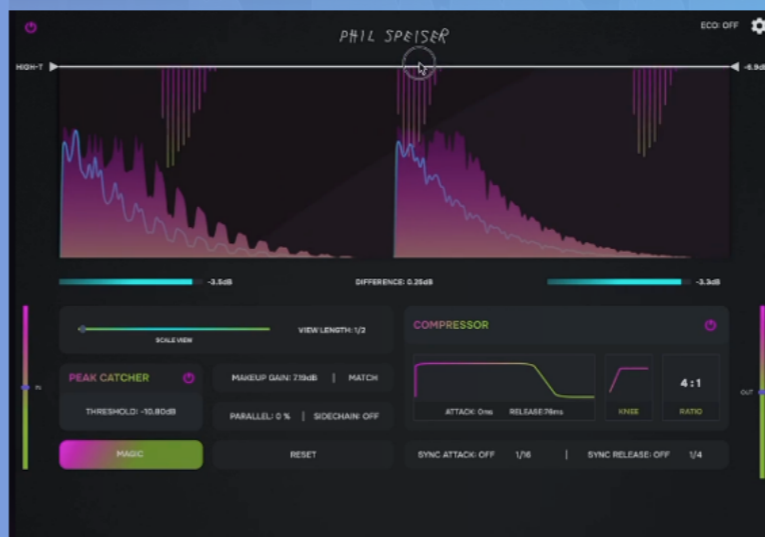 PHIL SPEISER
ECO: OFF
HIGH-T
-6.9dB
-3.5dB
DIFFERENCE: 0.25dB
-3.3dB
SCALE VIEW
VIEW LENGTH: 1/2
COMPRESSOR
PEAK CATCHER
THRESHOLD: -10.80dB
MAKEUP GAIN: 7.19dB | MATCH
PARALLEL: 0 % | SIDECHAIN: OFF
ATTACK: 0ms RELEASE:76ms
KNEE
4:1
RATIO
IN
OUT
MAGIC
RESET
SYNC ATTACK: OFF 1/16 | SYNC RELEASE: OFF 1/4